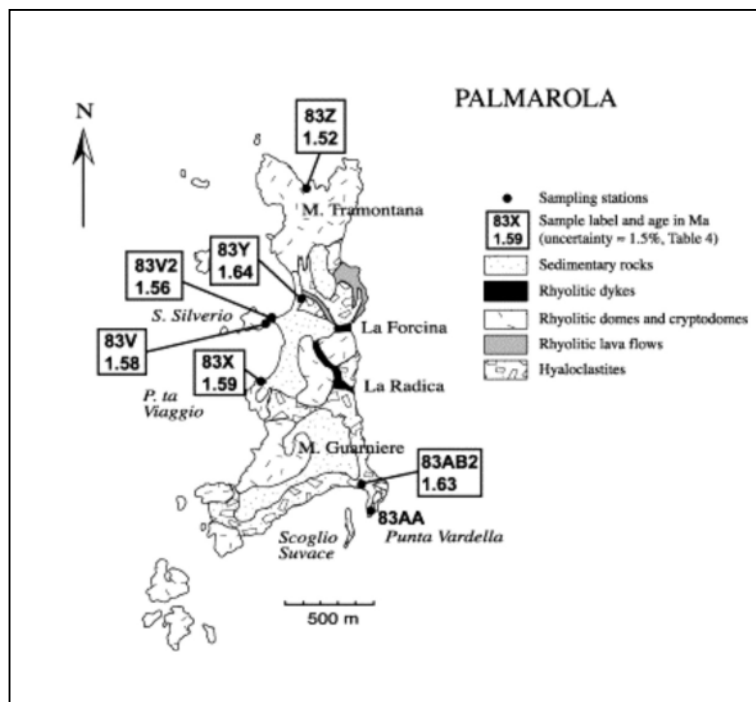 PALMAROLA
N
83Z
1.52
M. Tramontana
83Y
1.64
83V2
1.56
S. Silverio
83V
1.58
La Forcina
83X
1.59
La Radica
P. ta
Viaggio
M. Guarniere
83AB2
1.63
83AA
Punta Vardella
Scoglio
Suvace
500 m
Sampling stations
83X
1.59
Sample label and age in Ma
(uncertainty = 1.5%, Table 4)
Sedimentary rocks
Rhyolitic dykes
Rhyolitic domes and cryptodomes
Rhyolitic lava flows
Hyaloclastites